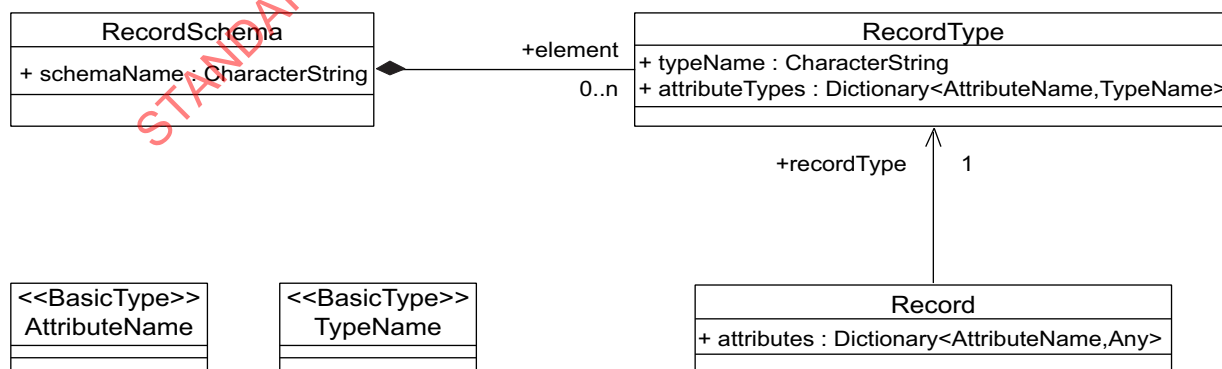 RecordSchema
+ schemaName : CharacterString
+element
0..n
RecordType
+ typeName : CharacterString
+ attributeTypes : Dictionary<AttributeName,TypeName>
+recordType
1
<<BasicType>>
AttributeName
<<BasicType>>
TypeName
Record
+ attributes : Dictionary<AttributeName,Any>